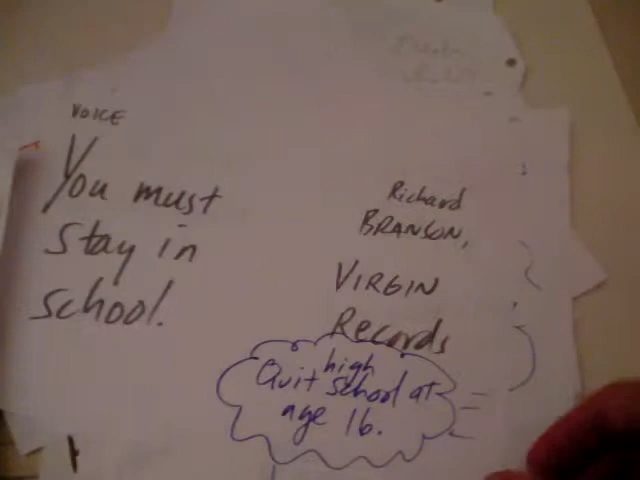 VOICE
You must
stay in
school.
Richard
BRANSON,
VIRGIN
Records
high
Quit school at
age 16.